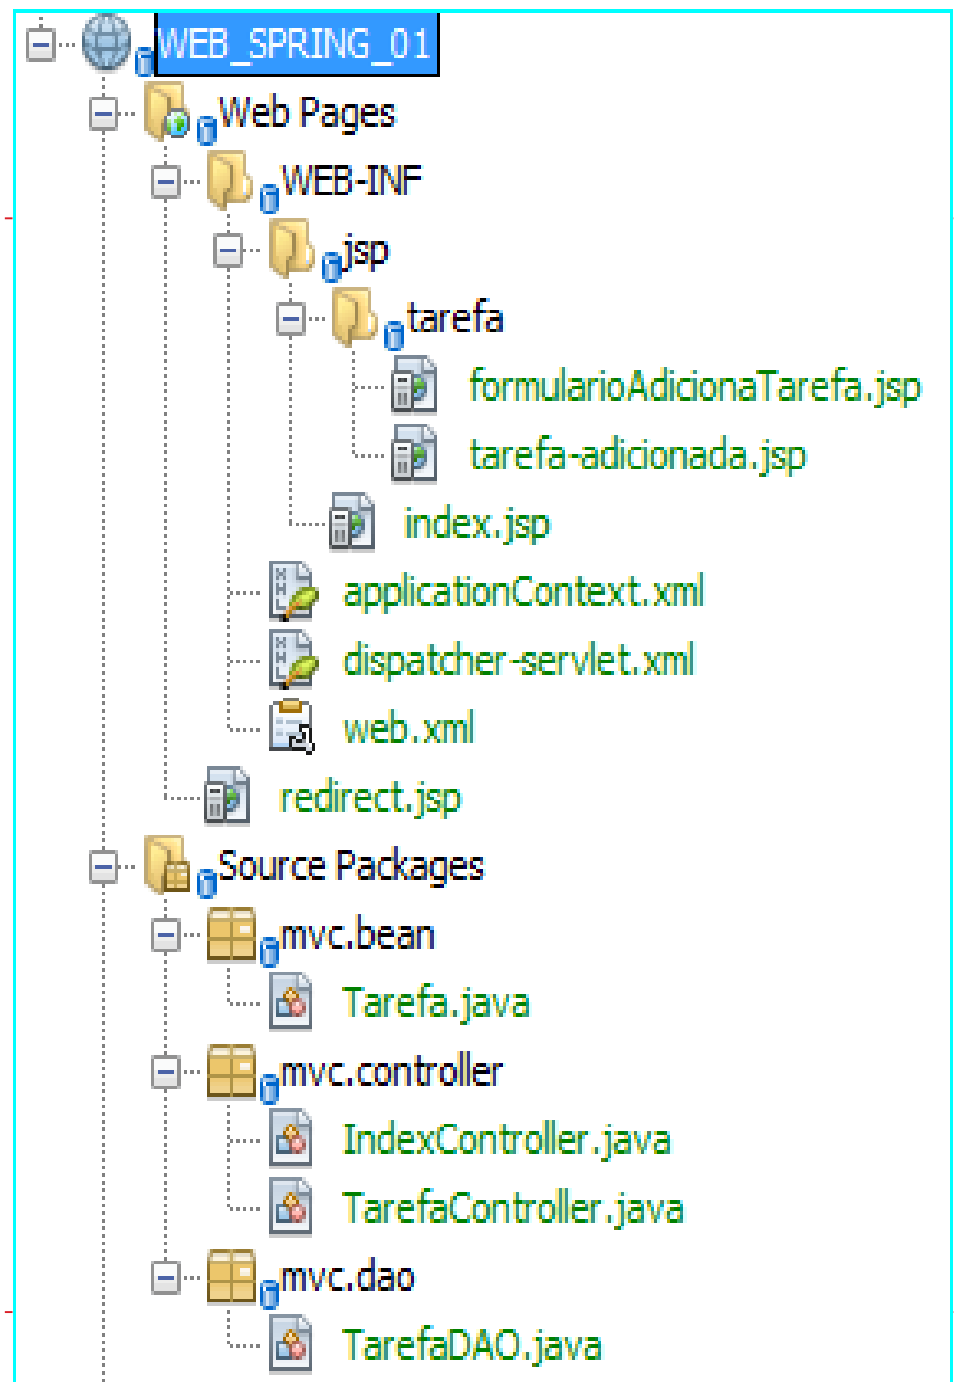 WEB_SPRING_01
Web Pages
WEB-INF
jsp
tarefa
formularioAdicionaTarefa.jsp
tarefa-adicionada.jsp
index.jsp
applicationContext.xml
dispatcher-servlet.xml
web.xml
redirect.jsp
Source Packages
mvc.bean
Tarefa.java
mvc.controller
IndexController.java
TarefaController.java
mvc.dao
TarefaDAO.java